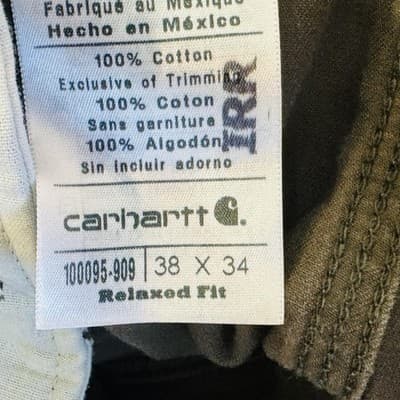 Fabriqué au Mexique
Hecho en México
100% Cotton
Exclusive of Trimming
100% Coton
Sans garniture
100% Algodón
Sin incluir adorno
IRR
carhartt
100095-909 | 38 X 34
Relaxed Fit